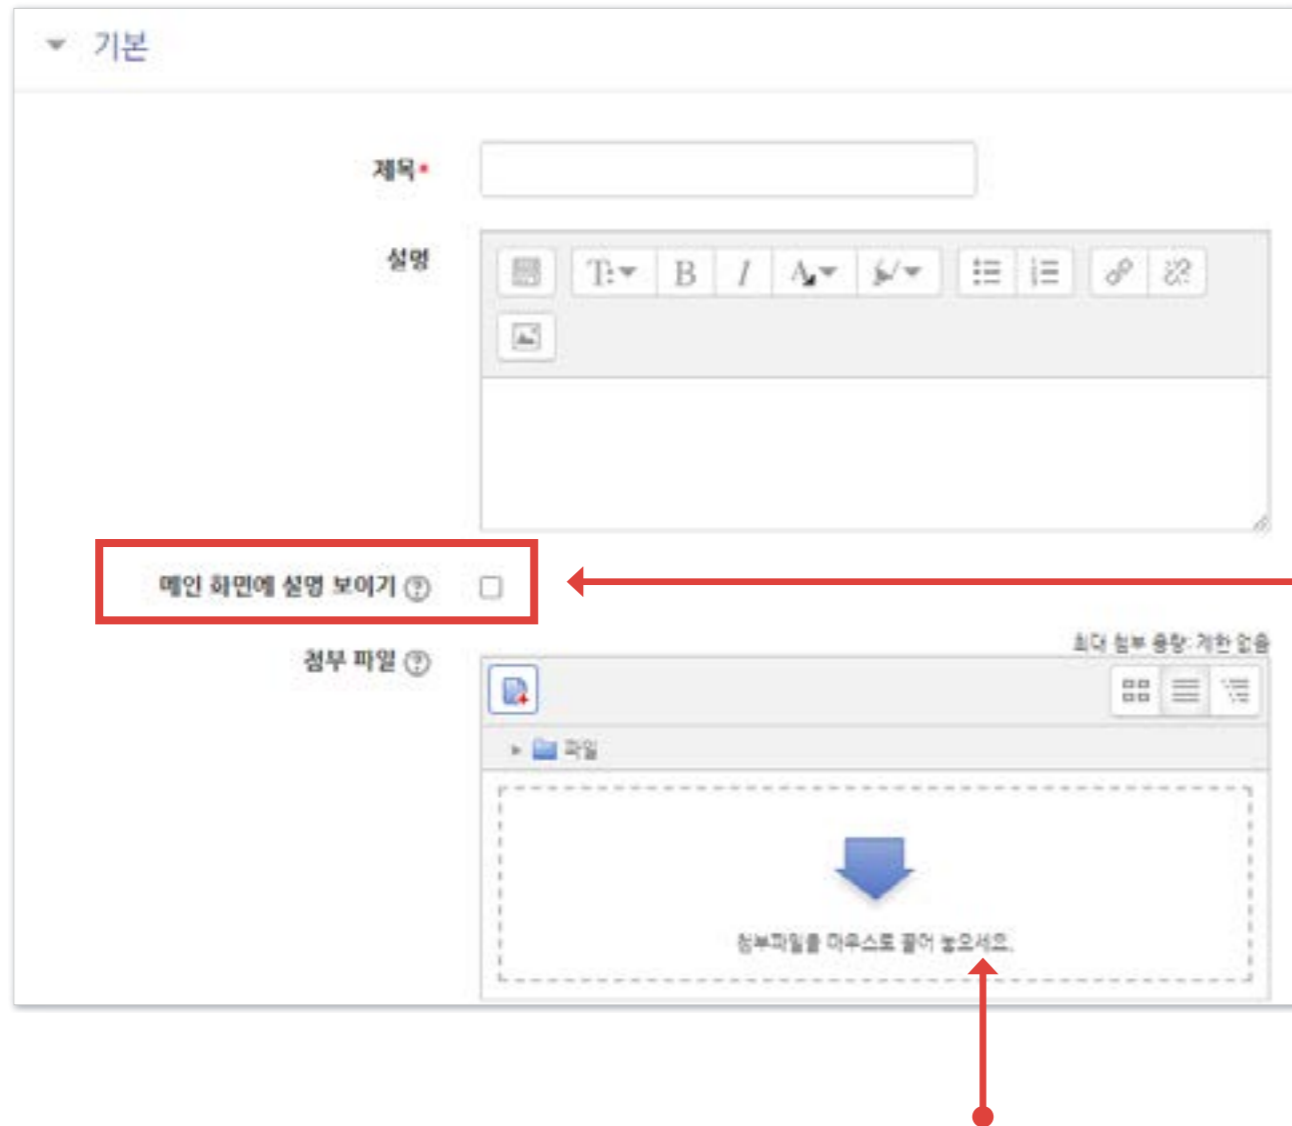 기본
제목*
설명
메인 화면에 설명 보이기
첨부 파일
최대 첨부 용량: 제한 없음
파일
첨부파일을 마우스로 끌어 놓으세요.